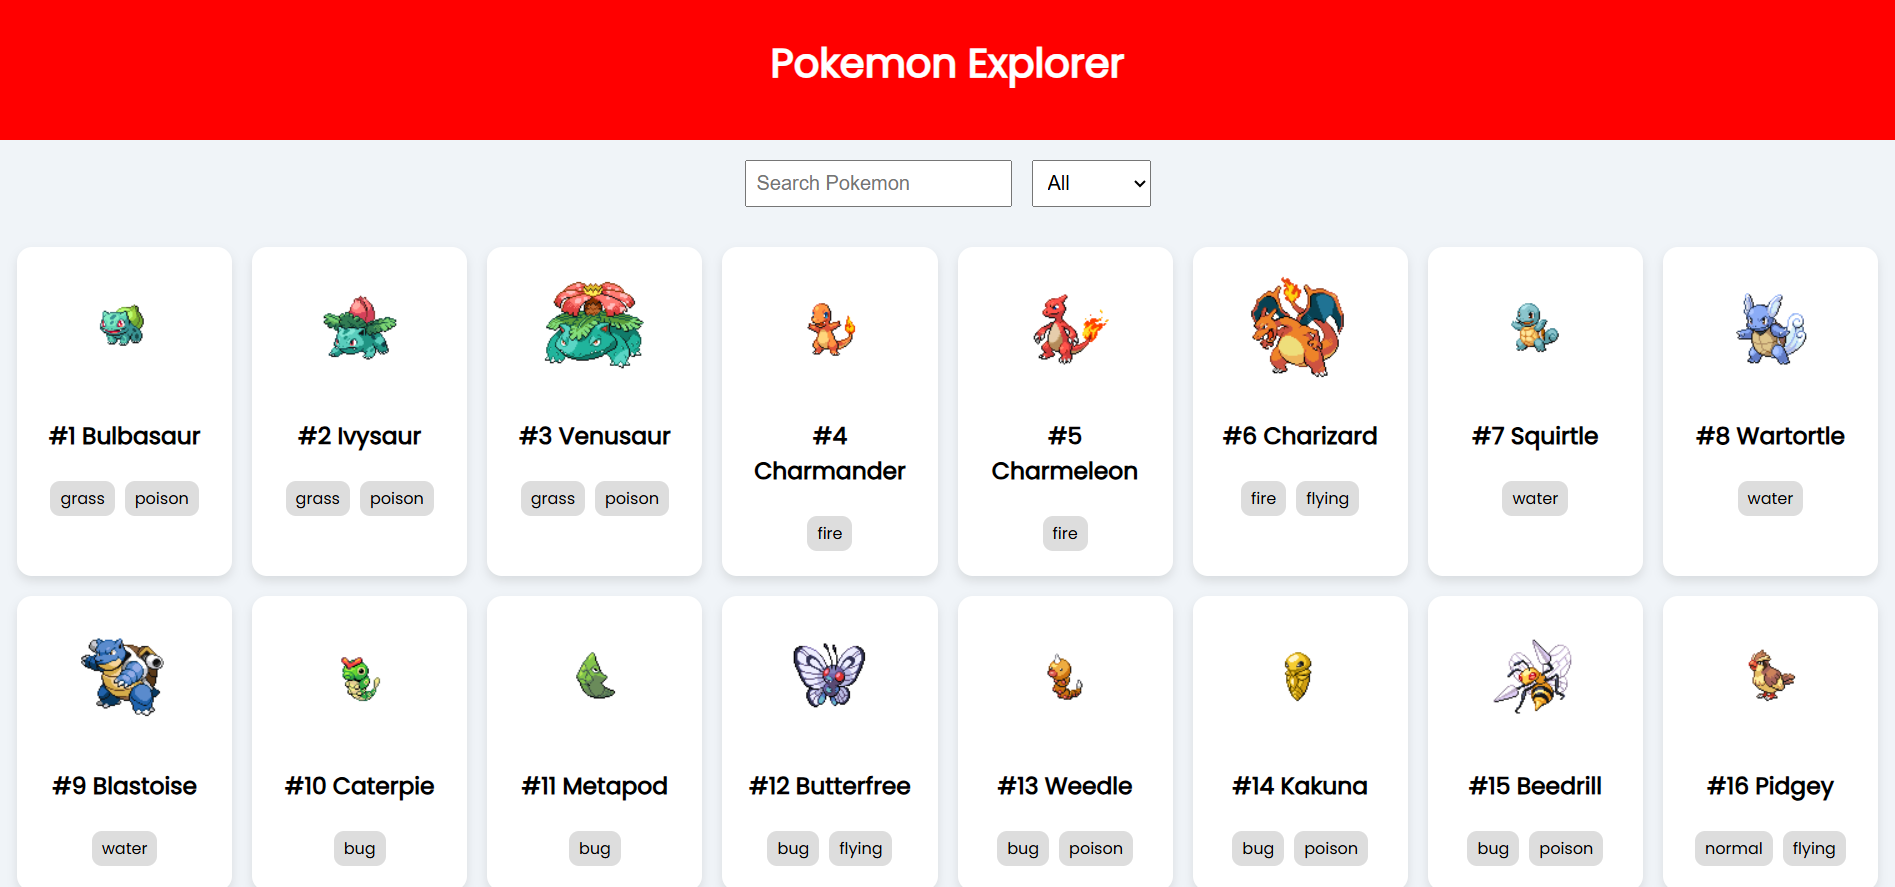 Pokemon Explorer
Search Pokemon
All
#1 Bulbasaur
grass poison
#2 Ivysaur
grass poison
#3 Venusaur
grass poison
#4
Charmander
fire
#5
Charmeleon
fire
#6 Charizard
fire flying
#7 Squirtle
water
#8 Wartortle
water
#9 Blastoise
water
#10 Caterpie
bug
#11 Metapod
bug
#12 Butterfree
bug flying
#13 Weedle
bug poison
#14 Kakuna
bug poison
#15 Beedrill
bug poison
#16 Pidgey
normal flying